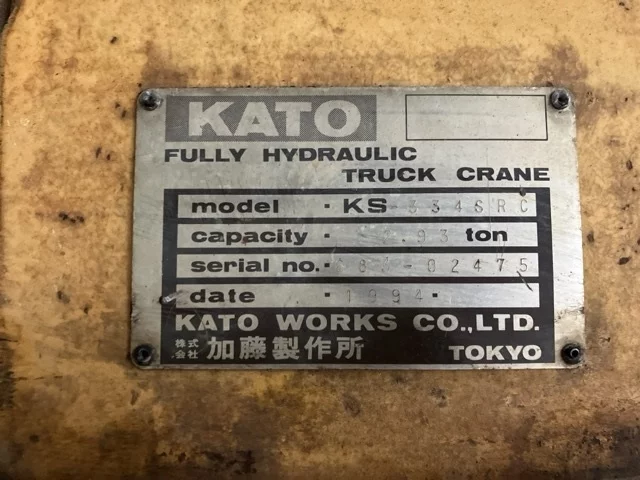 KATO
FULLY HYDRAULIC
TRUCK CRANE
model · KS-334SRC
capacity ton
serial no. -02475
date · 1994 ·
KATO WORKS CO.,LTD.
株式会社 加藤製作所 TOKYO